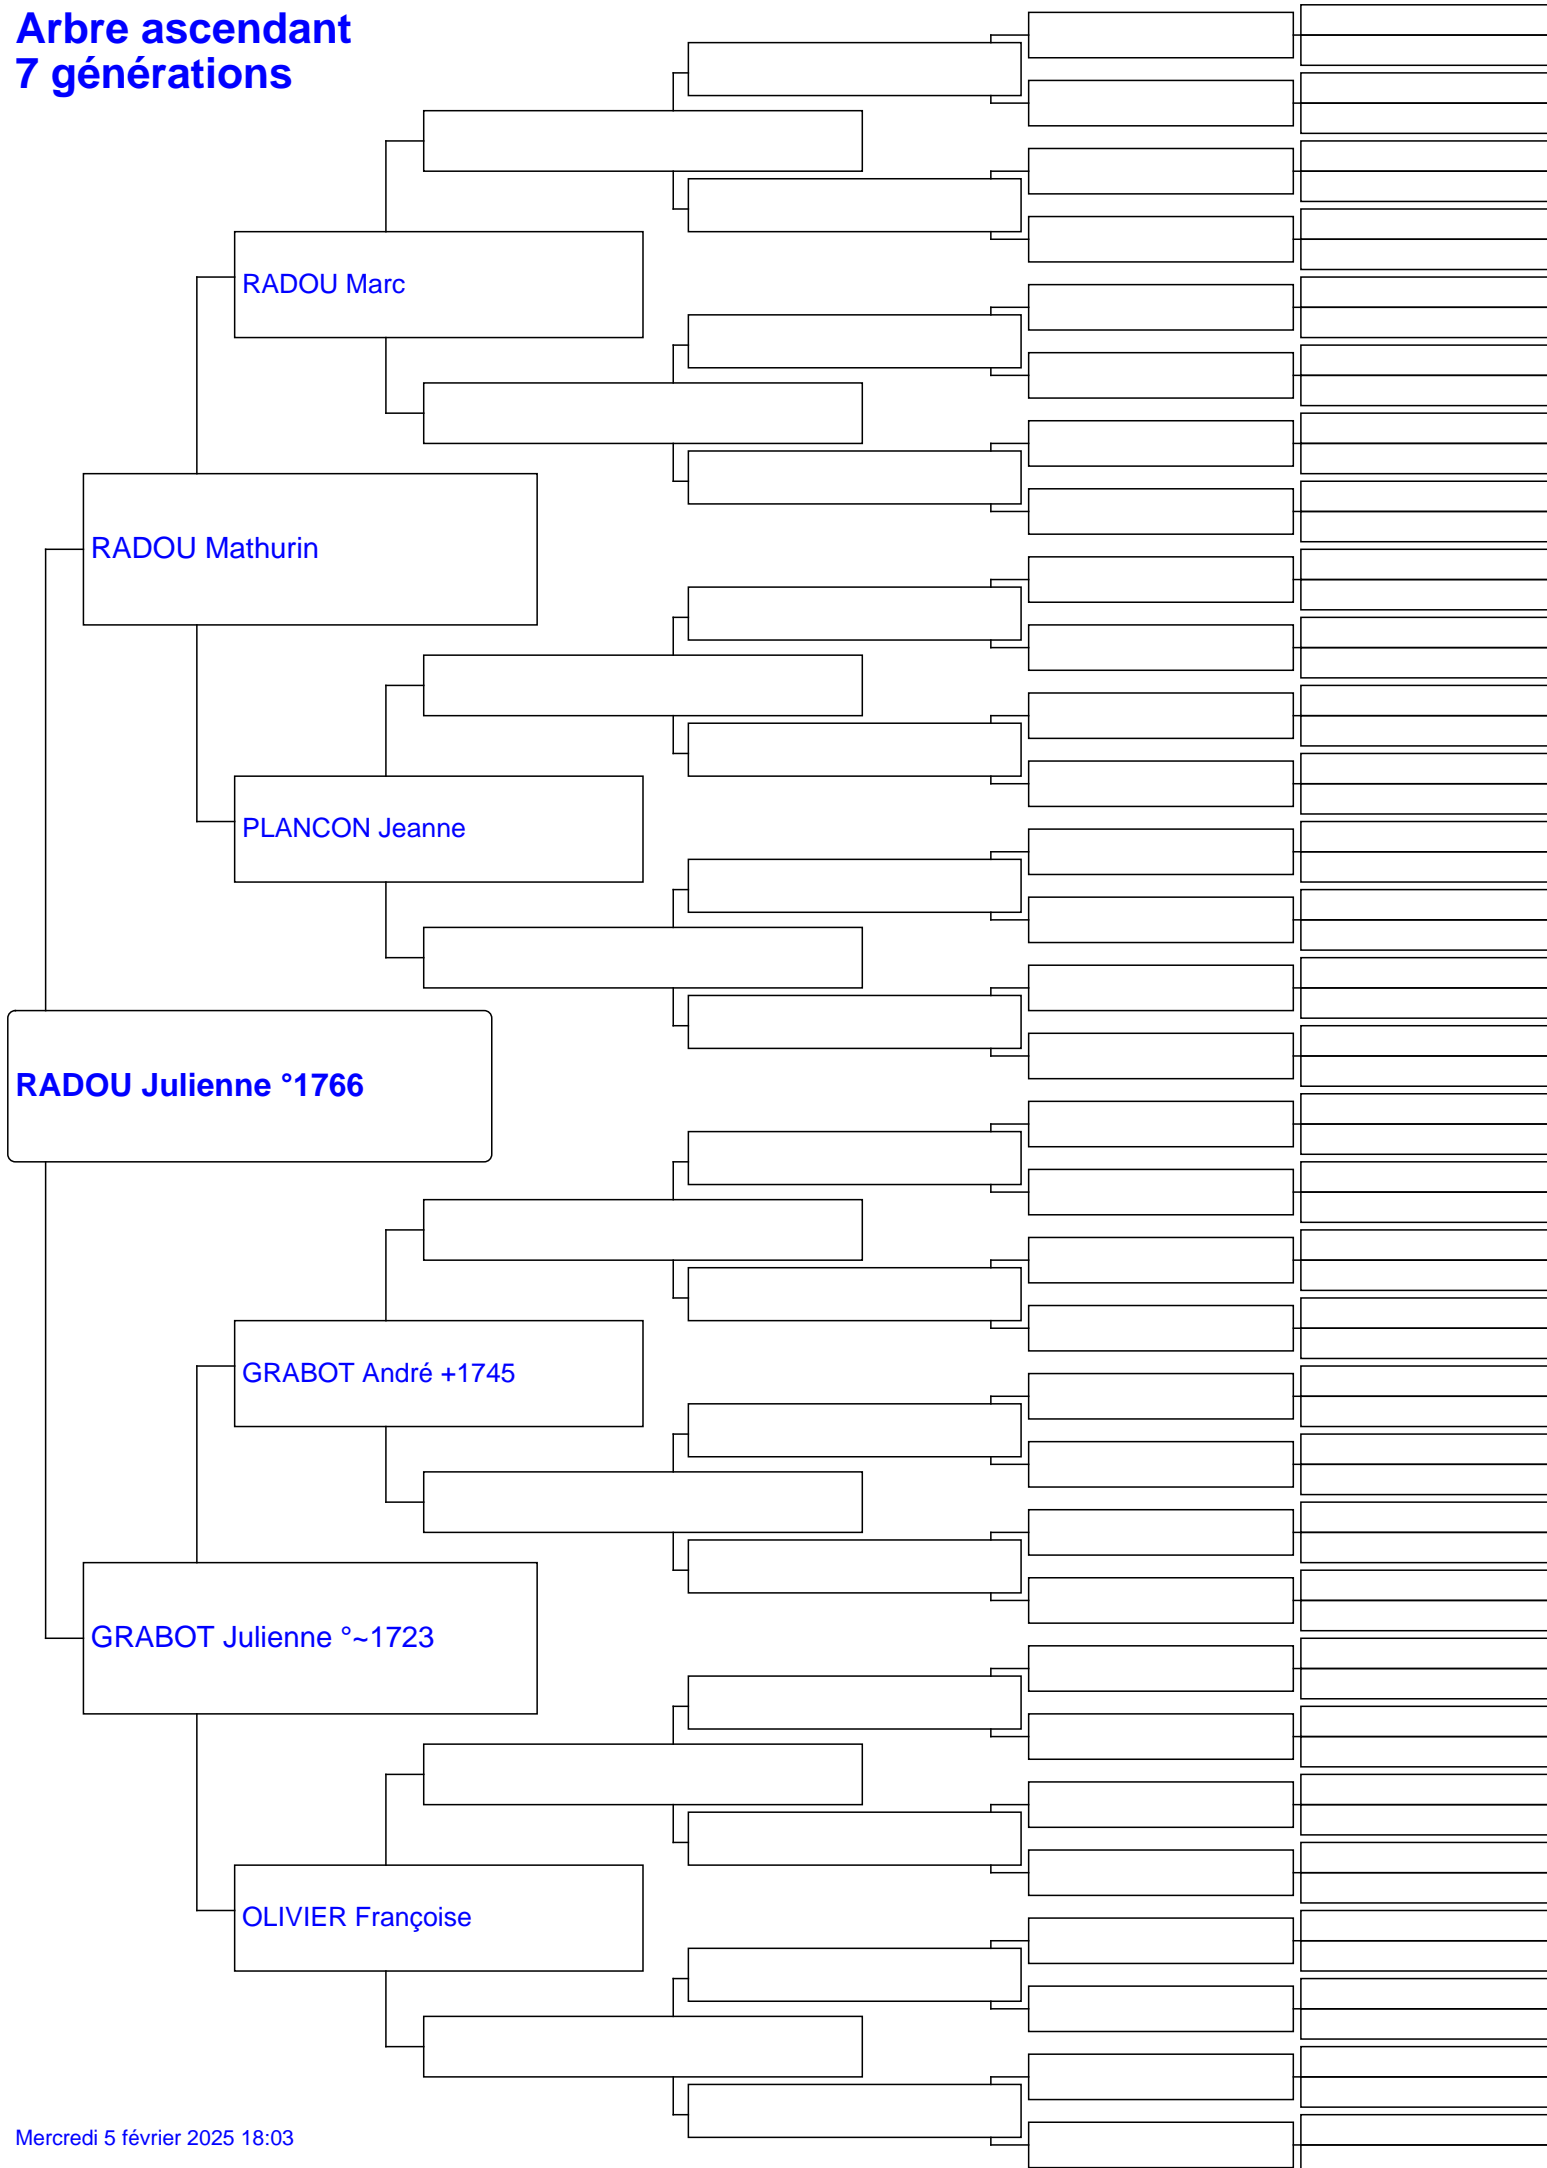 Arbre ascendant
7 générations
RADOU Marc
RADOU Mathurin
PLANCON Jeanne
RADOU Julienne °1766
GRABOT André +1745
GRABOT Julienne °~1723
OLIVIER Françoise
Mercredi 5 février 2025 18:03